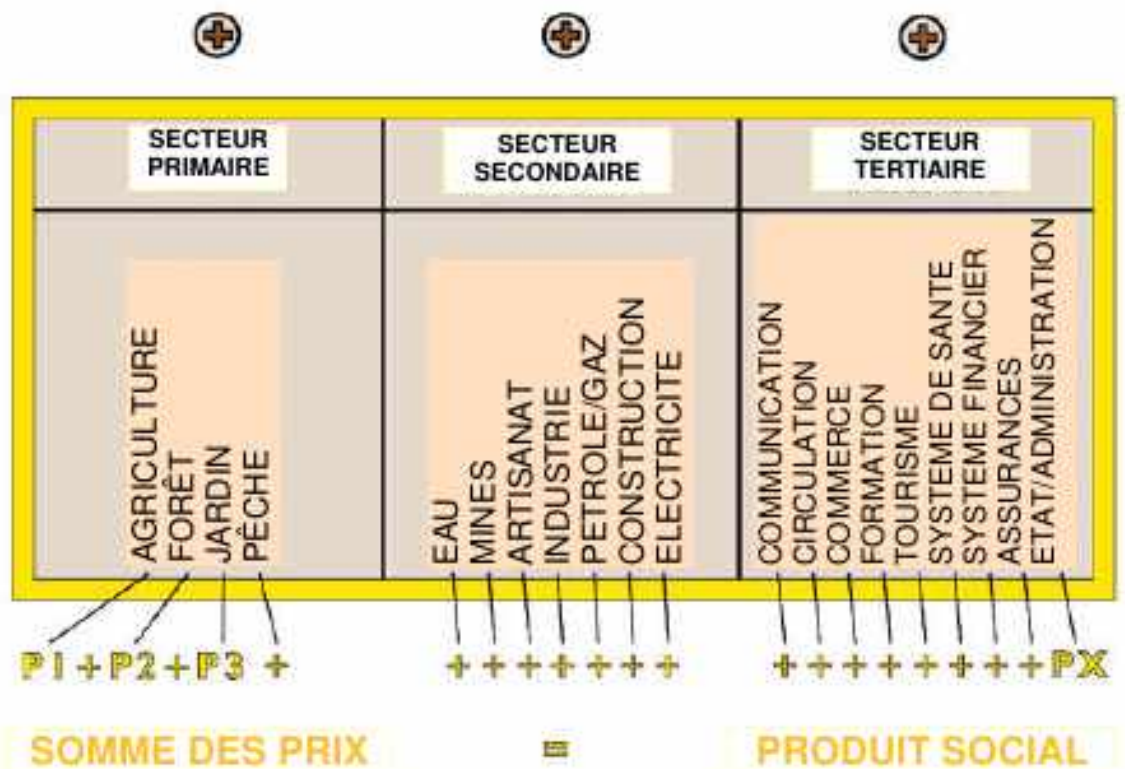 SECTEUR
PRIMAIRE
SECTEUR
SECONDAIRE
SECTEUR
TERTIAIRE
AGRICULTURE
FORÊT
JARDIN
PÊCHE
EAU
MINES
ARTISANAT
INDUSTRIE
PETROLE/GAZ
CONSTRUCTION
ELECTRICITE
COMMUNICATION
CIRCULATION
COMMERCE
FORMATION
TOURISME
SYSTEME DE SANTE
SYSTEME FINANCIER
ASSURANCES
ETAT/ADMINISTRATION
P1 + P2 + P3 + + + + + + + + + + + + + + + + PX
SOMME DES PRIX = PRODUIT SOCIAL